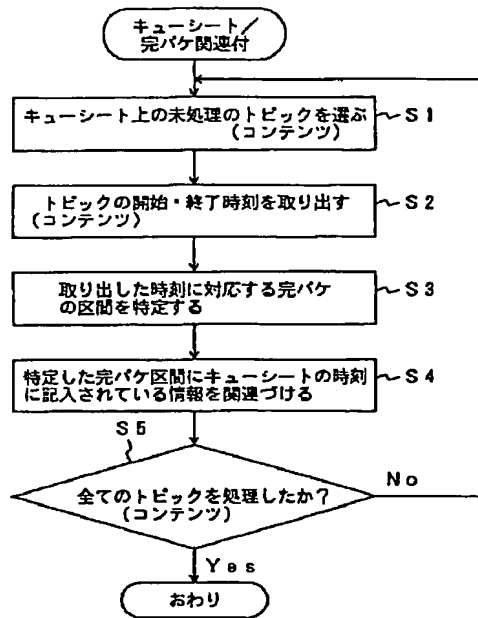 キューシート／
完パケ関連付
キューシート上の未処理のトピックを選ぶ
（コンテンツ）
S1
トピックの開始・終了時刻を取り出す
（コンテンツ）
S2
取り出した時刻に対応する完パケ
の区間を特定する
S3
特定した完パケ区間にキューシートの時刻
に記入されている情報を関連づける
S4
S5
全てのトピックを処理したか？
（コンテンツ）
No
Yes
おわり